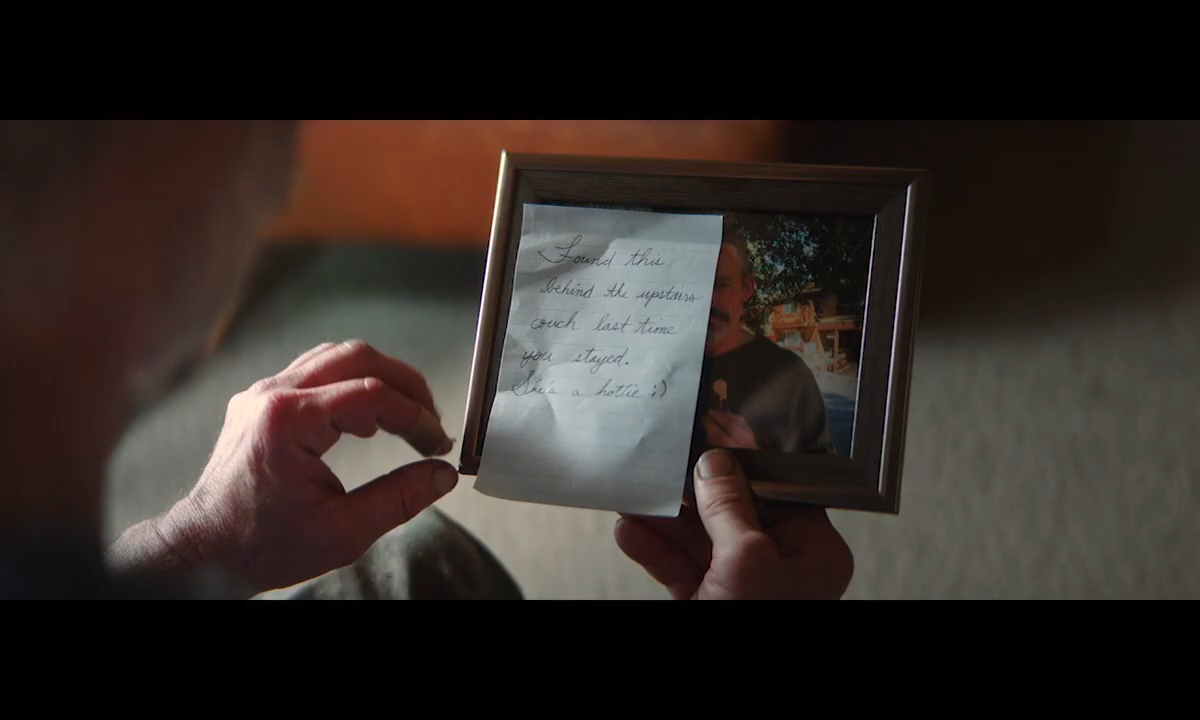 Found this
behind the upstairs
couch last time
you stayed.
She's a hottie ;)